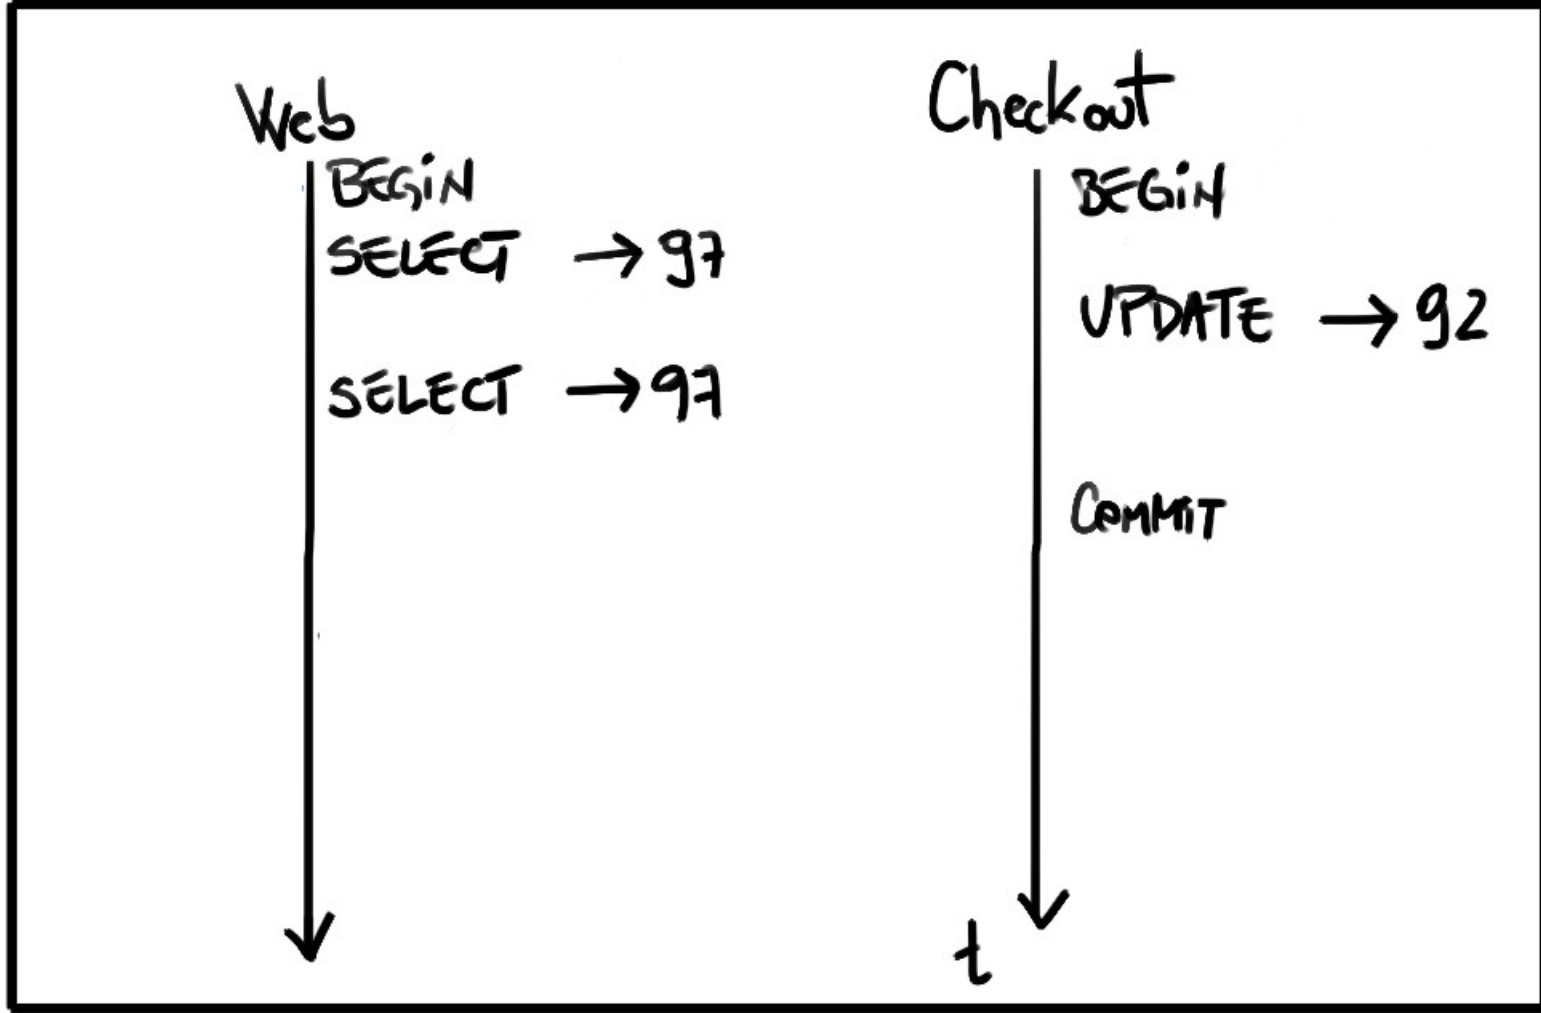 Web
BEGIN
SELECT → 97
SELECT → 97
Checkout
BEGIN
UPDATE → 92
COMMIT
t